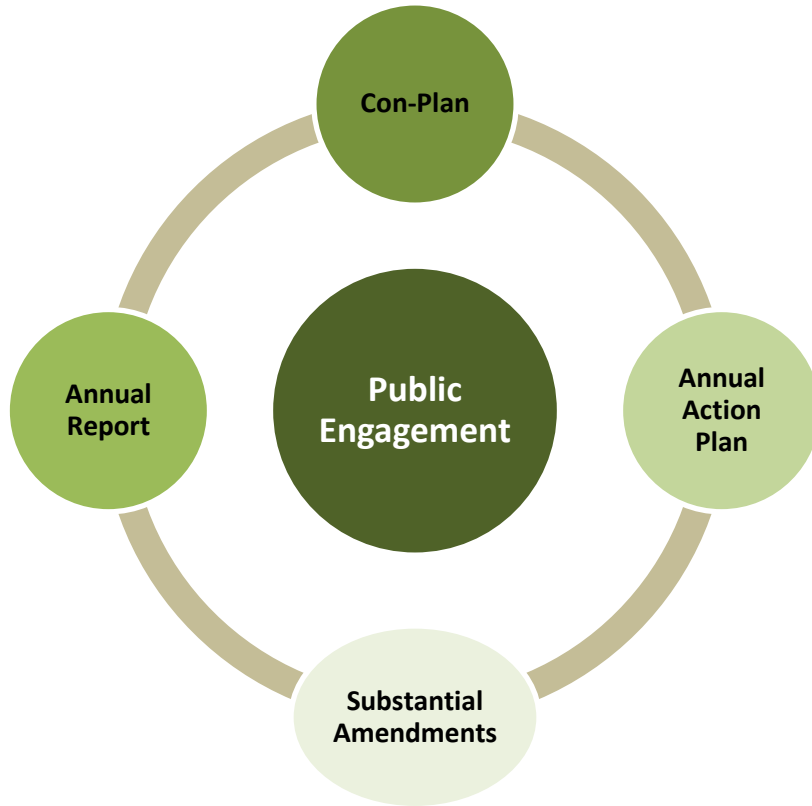 Con-Plan
Annual
Report
Public
Engagement
Annual
Action
Plan
Substantial
Amendments